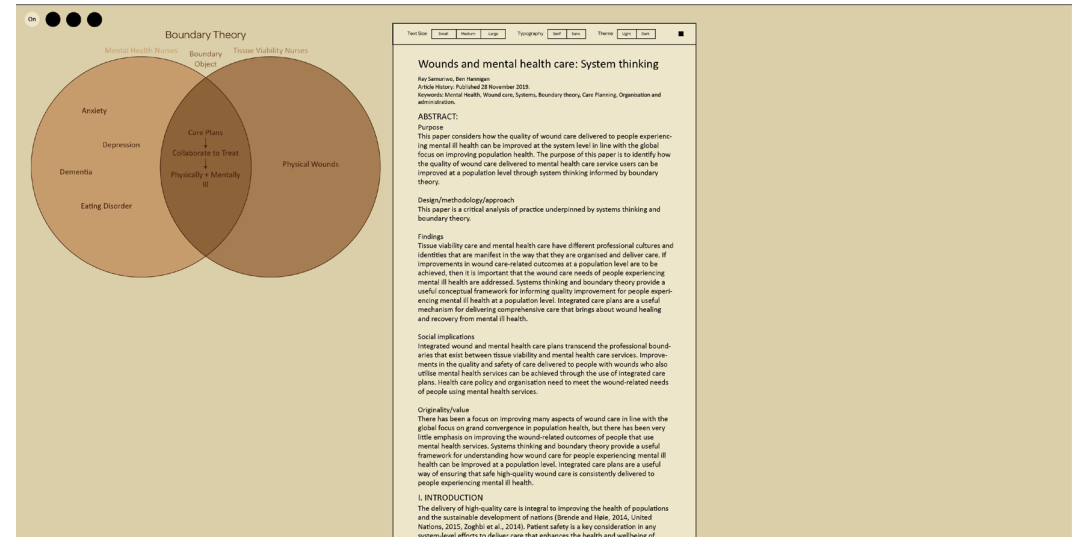 On
Boundary Theory
Mental Health Nurses
Boundary
Object
Tissue Viability Nurses
Anxiety
Depression
Dementia
Eating Disorder
Care Plans
Collaborate to Treat
Physically + Mentally
Ill
Physical Wounds
Text Size Small Medium Large Typography Serif Sans Theme Light Dark
Wounds and mental health care: System thinking
Ray Samuriwo, Ben Hannigan
Article History: Published 28 November 2019.
Keywords: Mental Health, Wound care, Systems, Boundary theory, Care Planning, Organisation and
administration.
ABSTRACT:
Purpose
This paper considers how the quality of wound care delivered to people experienc-
ing mental ill health can be improved at the system level in line with the global
focus on improving population health. The purpose of this paper is to identify how
the quality of wound care delivered to mental health care service users can be
improved at a population level through system thinking informed by boundary
theory.
Design/methodology/approach
This paper is a critical analysis of practice underpinned by systems thinking and
boundary theory.
Findings
Tissue viability care and mental health care have different professional cultures and
identities that are manifest in the way that they are organised and deliver care. If
improvements in wound care-related outcomes at a population level are to be
achieved, then it is important that the wound care needs of people experiencing
mental ill health are addressed. Systems thinking and boundary theory provide a
useful conceptual framework for informing quality improvement for people experi-
encing mental ill health at a population level. Integrated care plans are a useful
mechanism for delivering comprehensive care that brings about wound healing
and recovery from mental ill health.
Social implications
Integrated wound and mental health care plans transcend the professional bound-
aries that exist between tissue viability and mental health care services. Improve-
ments in the quality and safety of care delivered to people with wounds who also
utilise mental health services can be achieved through the use of integrated care
plans. Health care policy and organisation need to meet the wound-related needs
of people using mental health services.
Originality/value
There has been a focus on improving many aspects of wound care in line with the
global focus on grand convergence in population health, but there has been very
little emphasis on improving the wound-related outcomes of people that use
mental health services. Systems thinking and boundary theory provide a useful
framework for understanding how wound care for people experiencing mental ill
health can be improved at a population level. Integrated care plans are a useful
way of ensuring that safe high-quality wound care is consistently delivered to
people experiencing mental ill health.
I. INTRODUCTION
The delivery of high-quality care is integral to improving the health of populations
and the sustainable development of nations (Brende and Høie, 2014, United
Nations, 2015, Zoghbi et al., 2014). Patient safety is a key consideration in any
system-level efforts to deliver care that enhances the health and wellbeing of